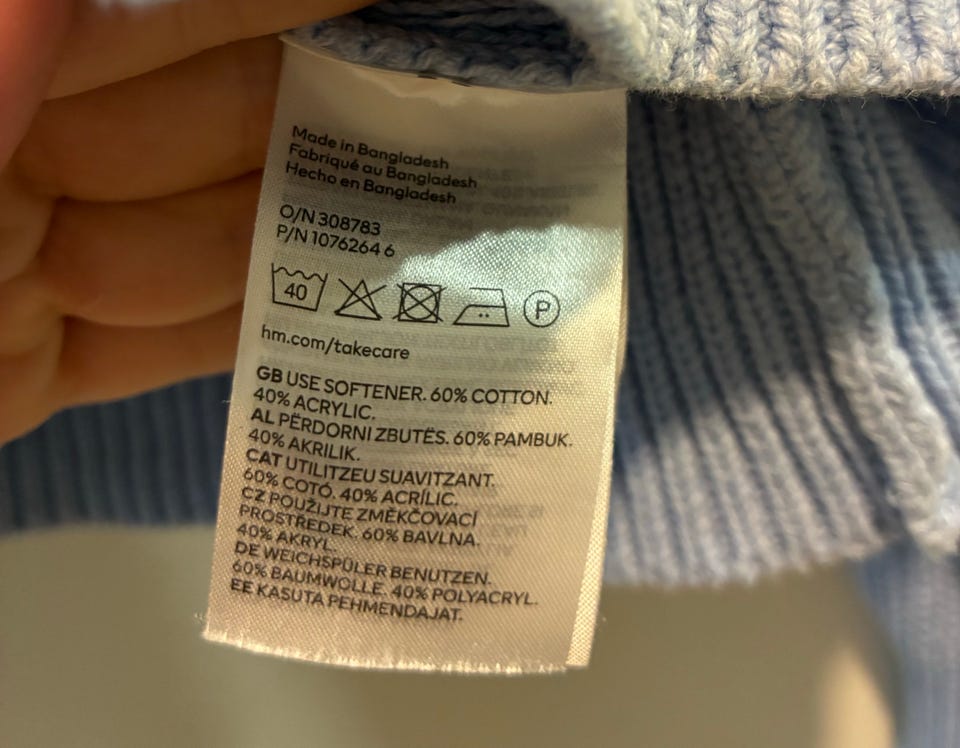 Made in Bangladesh
Fabriqué au Bangladesh
Hecho en Bangladesh
O/N 308783
P/N 1076264 6
40 P
hm.com/takecare
GB USE SOFTENER. 60% COTTON.
40% ACRYLIC.
AL PËRDORNI ZBUTËS. 60% PAMBUK.
40% AKRILIK.
CAT UTILITZEU SUAVITZANT.
60% COTÓ. 40% ACRÍLIC.
CZ POUŽIJTE ZMĚKČOVACÍ
PROSTŘEDEK. 60% BAVLNA.
40% AKRYL.
DE WEICHSPÜLER BENUTZEN.
60% BAUMWOLLE. 40% POLYACRYL.
EE KASUTA PEHMENDAJAT.